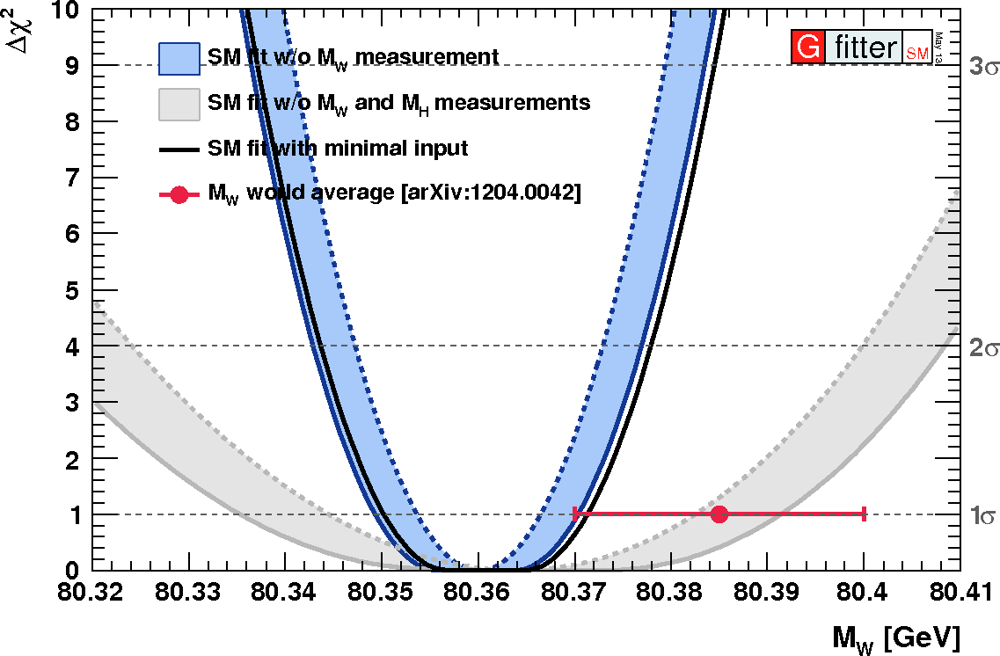 Δχ²
10
9
8
7
6
5
4
3
2
1
0
SM fit w/o M_W measurement
SM fit w/o M_W and M_H measurements
SM fit with minimal input
M_W world average [arXiv:1204.0042]
G fitter SM
May 13
3σ
2σ
1σ
80.32 80.33 80.34 80.35 80.36 80.37 80.38 80.39 80.4 80.41
M_W [GeV]